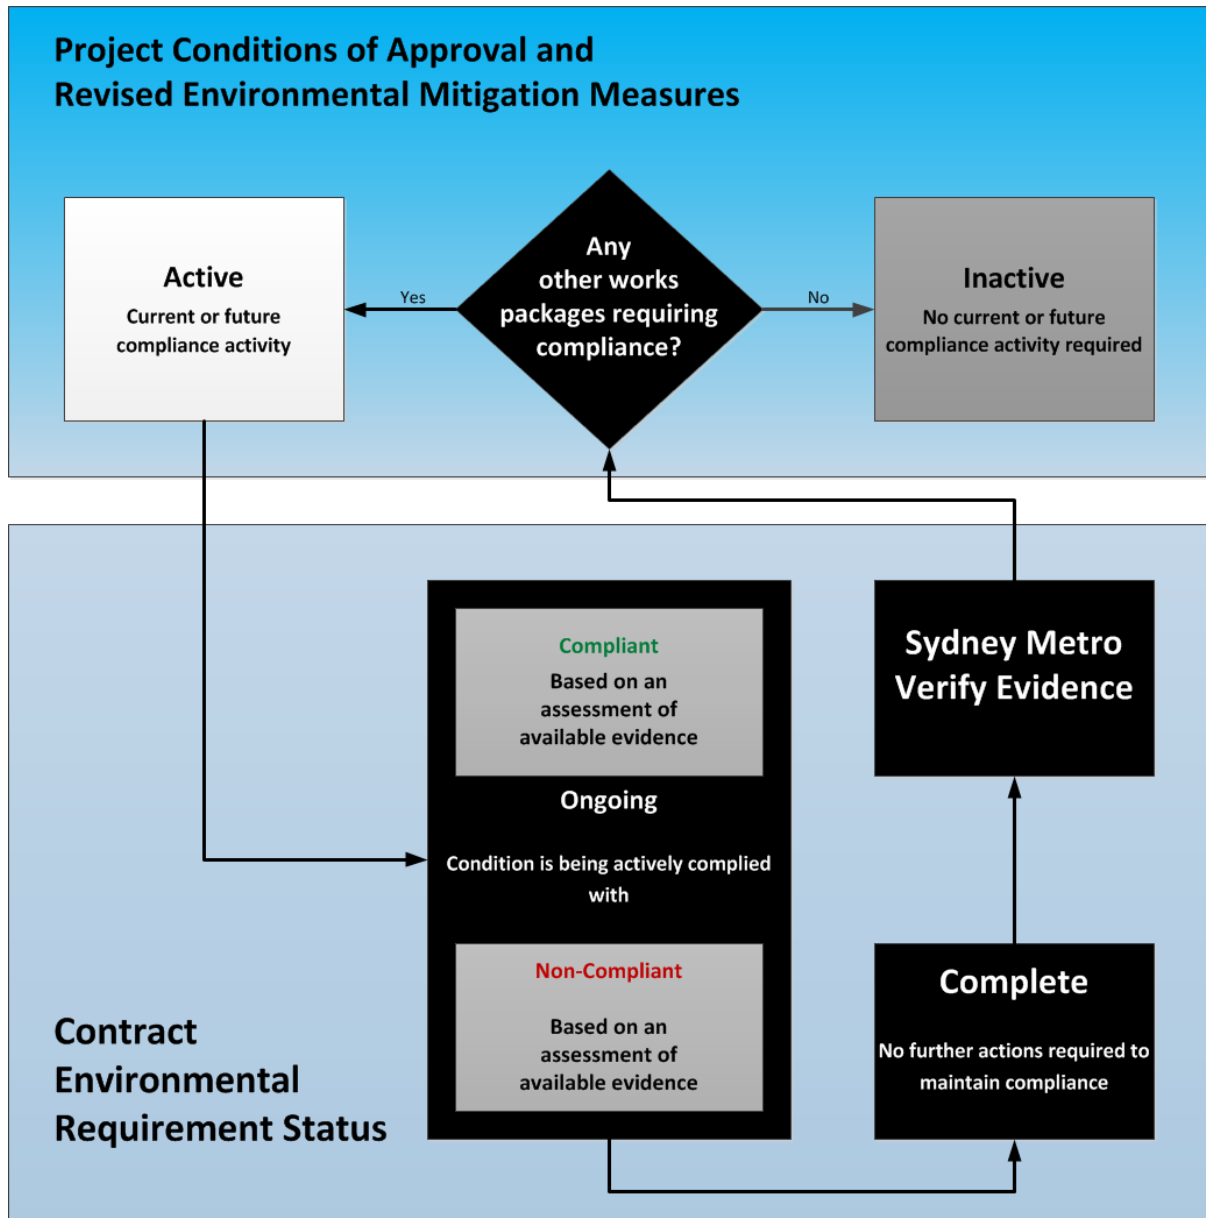 Project Conditions of Approval and
Revised Environmental Mitigation Measures
Active
Current or future
compliance activity
Yes
Any
other works
packages requiring
compliance?
No
Inactive
No current or future
compliance activity required
Compliant
Based on an
assessment of
available evidence
Ongoing
Condition is being actively complied
with
Non-Compliant
Based on an
assessment of
available evidence
Sydney Metro
Verify Evidence
Complete
No further actions required to
maintain compliance
Contract
Environmental
Requirement Status